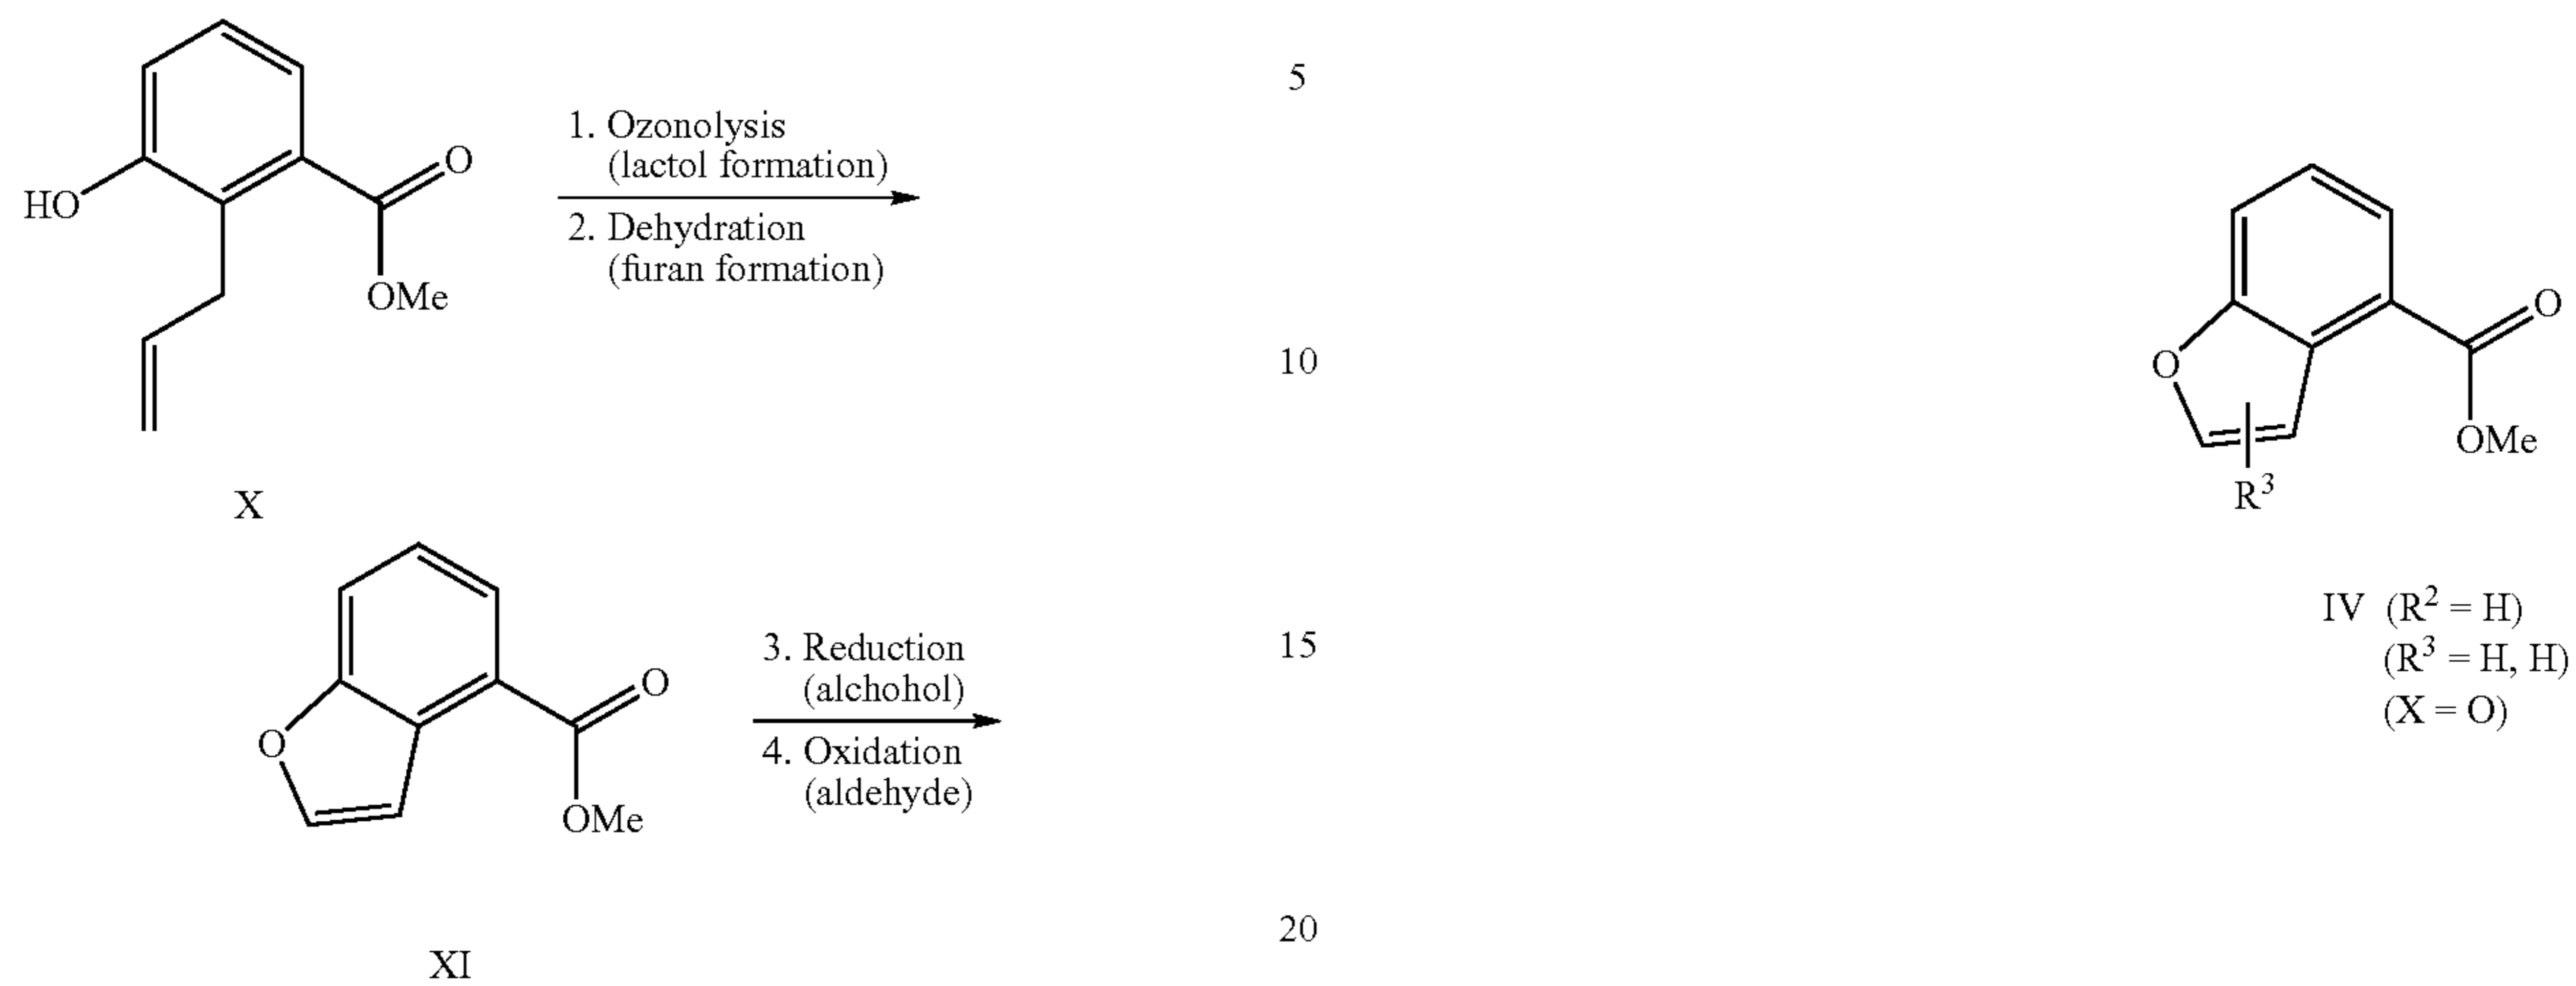 1. Ozonolysis
(lactol formation)
2. Dehydration
(furan formation)
HO
O
OMe
X
3. Reduction
(alchohol)
4. Oxidation
(aldehyde)
O
O
OMe
XI
5
10
15
20
O
O
OMe
R³
IV (R² = H)
(R³ = H, H)
(X = O)